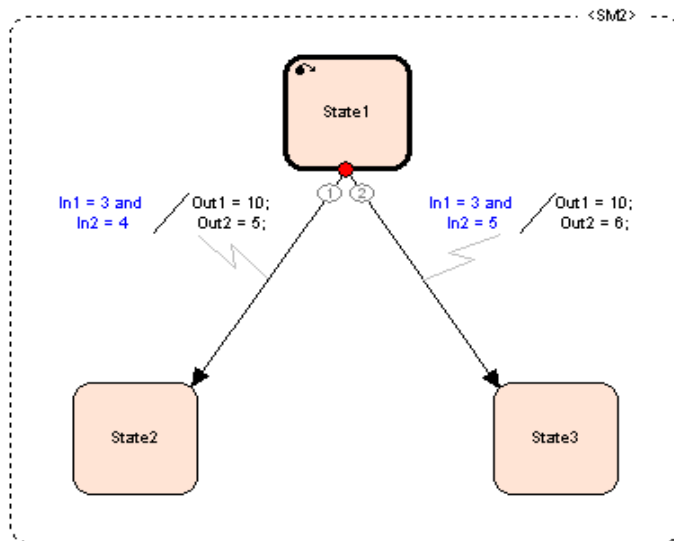 <SM2>
State1
1
2
In1 = 3 and
In2 = 4
Out1 = 10;
Out2 = 5;
In1 = 3 and
In2 = 5
Out1 = 10;
Out2 = 6;
State2
State3